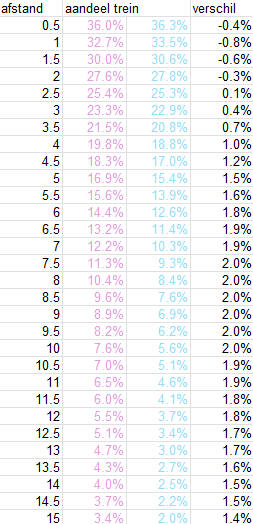 afstand aandeel trein verschil
0.5 36.0% 36.3% -0.4%
1 32.7% 33.5% -0.8%
1.5 30.0% 30.6% -0.6%
2 27.6% 27.8% -0.3%
2.5 25.4% 25.3% 0.1%
3 23.3% 22.9% 0.4%
3.5 21.5% 20.8% 0.7%
4 19.8% 18.8% 1.0%
4.5 18.3% 17.0% 1.2%
5 16.9% 15.4% 1.5%
5.5 15.6% 13.9% 1.6%
6 14.4% 12.6% 1.8%
6.5 13.2% 11.4% 1.9%
7 12.2% 10.3% 1.9%
7.5 11.3% 9.3% 2.0%
8 10.4% 8.4% 2.0%
8.5 9.6% 7.6% 2.0%
9 8.9% 6.9% 2.0%
9.5 8.2% 6.2% 2.0%
10 7.6% 5.6% 2.0%
10.5 7.0% 5.1% 1.9%
11 6.5% 4.6% 1.9%
11.5 6.0% 4.1% 1.8%
12 5.5% 3.7% 1.8%
12.5 5.1% 3.4% 1.7%
13 4.7% 3.0% 1.7%
13.5 4.3% 2.7% 1.6%
14 4.0% 2.5% 1.5%
14.5 3.7% 2.2% 1.5%
15 3.4% 2.0% 1.4%